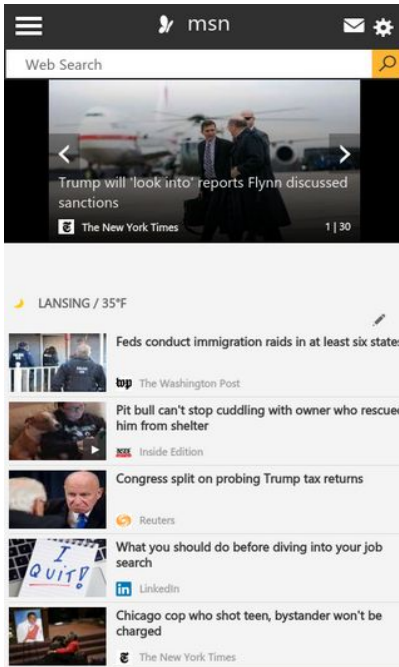 msn
Web Search
Trump will 'look into' reports Flynn discussed
sanctions
The New York Times
1 | 30
LANSING / 35°F
Feds conduct immigration raids in at least six states
wp The Washington Post
Pit bull can't stop cuddling with owner who rescued
him from shelter
Inside Edition
Congress split on probing Trump tax returns
Reuters
I
QUIT!
What you should do before diving into your job
search
in LinkedIn
Chicago cop who shot teen, bystander won't be
charged
The New York Times